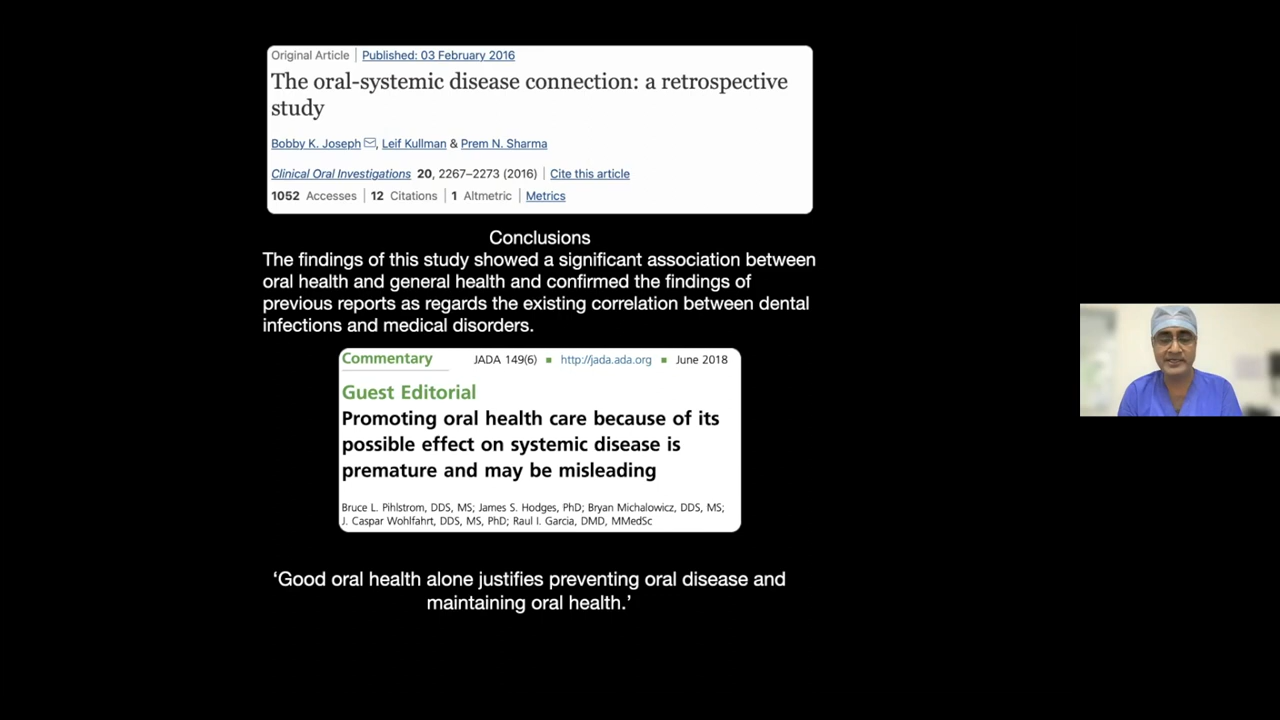 Original Article | Published: 03 February 2016
The oral-systemic disease connection: a retrospective
study
Bobby K. Joseph, Leif Kullman & Prem N. Sharma
Clinical Oral Investigations 20, 2267–2273 (2016) | Cite this article
1052 Accesses | 12 Citations | 1 Altmetric | Metrics
Conclusions
The findings of this study showed a significant association between
oral health and general health and confirmed the findings of
previous reports as regards the existing correlation between dental
infections and medical disorders.
Commentary JADA 149(6) ■ http://jada.ada.org ■ June 2018
Guest Editorial
Promoting oral health care because of its
possible effect on systemic disease is
premature and may be misleading
Bruce L. Pihlstrom, DDS, MS; James S. Hodges, PhD; Bryan Michalowicz, DDS, MS;
J. Caspar Wohlfahrt, DDS, MS, PhD; Raul I. Garcia, DMD, MMedSc
‘Good oral health alone justifies preventing oral disease and
maintaining oral health.’